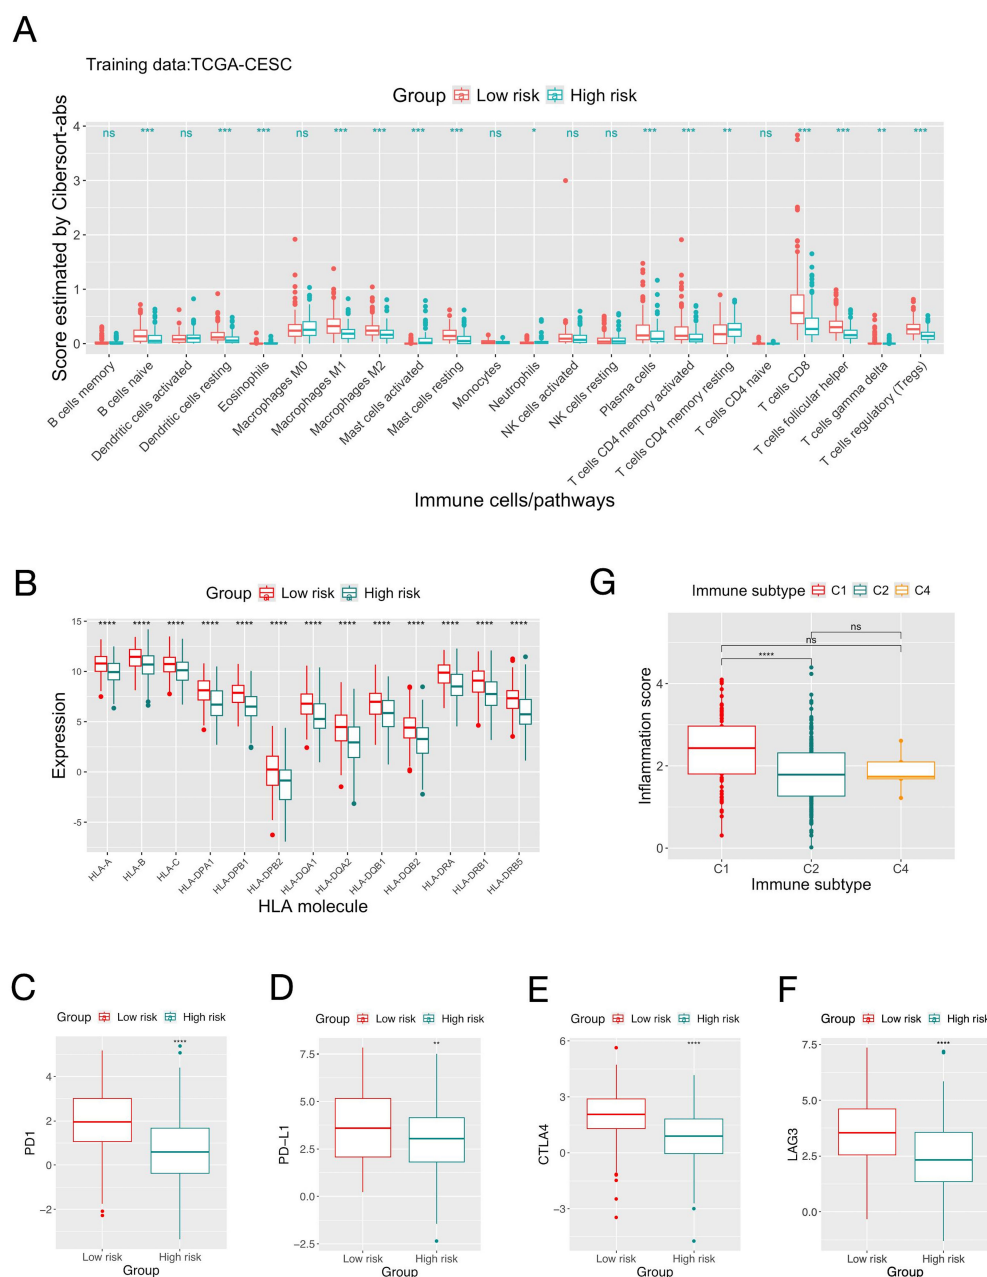 A
Training data:TCGA-CESC
Group Low risk High risk
Score estimated by Cibersort-abs
4
3
2
1
0
ns *** ns *** *** ns *** *** *** *** ns * ns ns *** *** ** ns *** *** ** ***
B cells memory
B cells naive
Dendritic cells activated
Dendritic cells resting
Eosinophils
Macrophages M0
Macrophages M1
Macrophages M2
Mast cells activated
Mast cells resting
Monocytes
Neutrophils
NK cells activated
NK cells resting
Plasma cells
T cells CD4 memory activated
T cells CD4 memory resting
T cells CD4 naive
T cells CD8
T cells follicular helper
T cells gamma delta
T cells regulatory (Tregs)
Immune cells/pathways
B
Group Low risk High risk
Expression
15
10
5
0
-5
**** **** **** **** **** **** **** **** **** **** **** **** ****
HLA-A
HLA-B
HLA-C
HLA-DPA1
HLA-DPB1
HLA-DPB2
HLA-DQA1
HLA-DQA2
HLA-DQB1
HLA-DQB2
HLA-DRA
HLA-DRB1
HLA-DRB5
HLA molecule
G
Immune subtype C1 C2 C4
Inflammation score
4
2
0
ns
ns
****
C1 C2 C4
Immune subtype
C
Group Low risk High risk
PD1
4
2
0
−2
****
Low risk High risk
Group
D
Group Low risk High risk
PD−L1
7.5
5.0
2.5
0.0
−2.5
**
Low risk High risk
Group
E
Group Low risk High risk
CTLA4
6
3
0
−3
****
Low risk High risk
Group
F
Group Low risk High risk
LAG3
7.5
5.0
2.5
0.0
****
Low risk High risk
Group